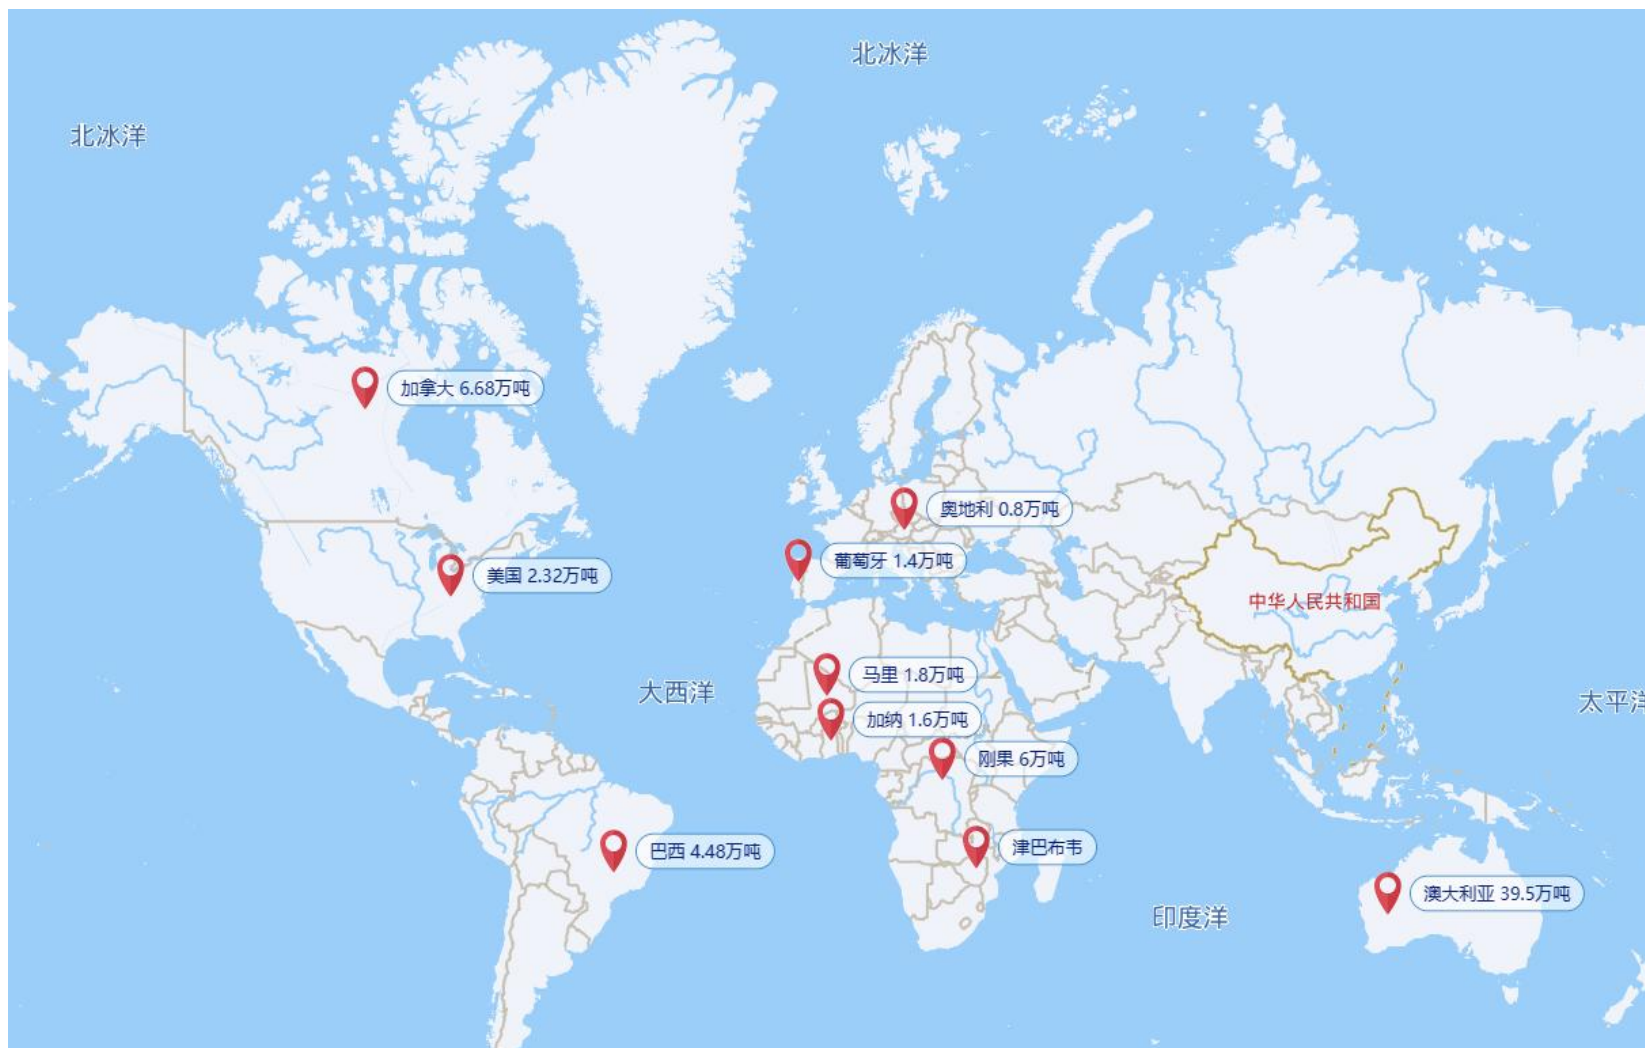 北冰洋
北冰洋
加拿大 6.68万吨
奥地利 0.8万吨
葡萄牙 1.4万吨
美国 2.32万吨
中华人民共和国
马里 1.8万吨
大西洋
太平洋
加纳 1.6万吨
刚果 6万吨
津巴布韦
巴西 4.48万吨
澳大利亚 39.5万吨
印度洋